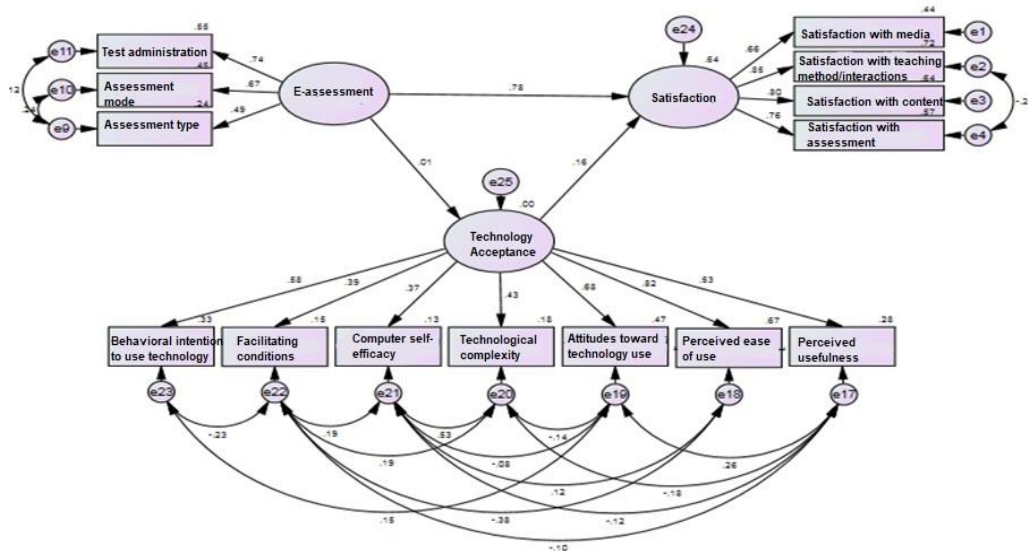 .55
e11
Test administration
.74
.45
e10
Assessment
mode
.67
.12
.24
.24
e9
Assessment type
.49
E-assessment
.78
e24
.64
Satisfaction
.44
.66
Satisfaction with media
e1
.72
.85
Satisfaction with teaching
method/interactions
e2
.64
.80
Satisfaction with content
e3
-.2
.57
.76
Satisfaction with
assessment
e4
.01
.16
e25
.00
Technology
Acceptance
.58
.39
.37
.43
.68
.82
.53
.33
.15
.13
.18
.47
.67
.28
Behavioral intention
to use technology
Facilitating
conditions
Computer self-
efficacy
Technological
complexity
Attitudes toward
technology use
Perceived ease
of use
Perceived
usefulness
e23
e22
e21
e20
e19
e18
e17
-.23
.19
.53
-.14
.19
-.08
.26
.12
-.18
.15
-.38
-.12
-.10